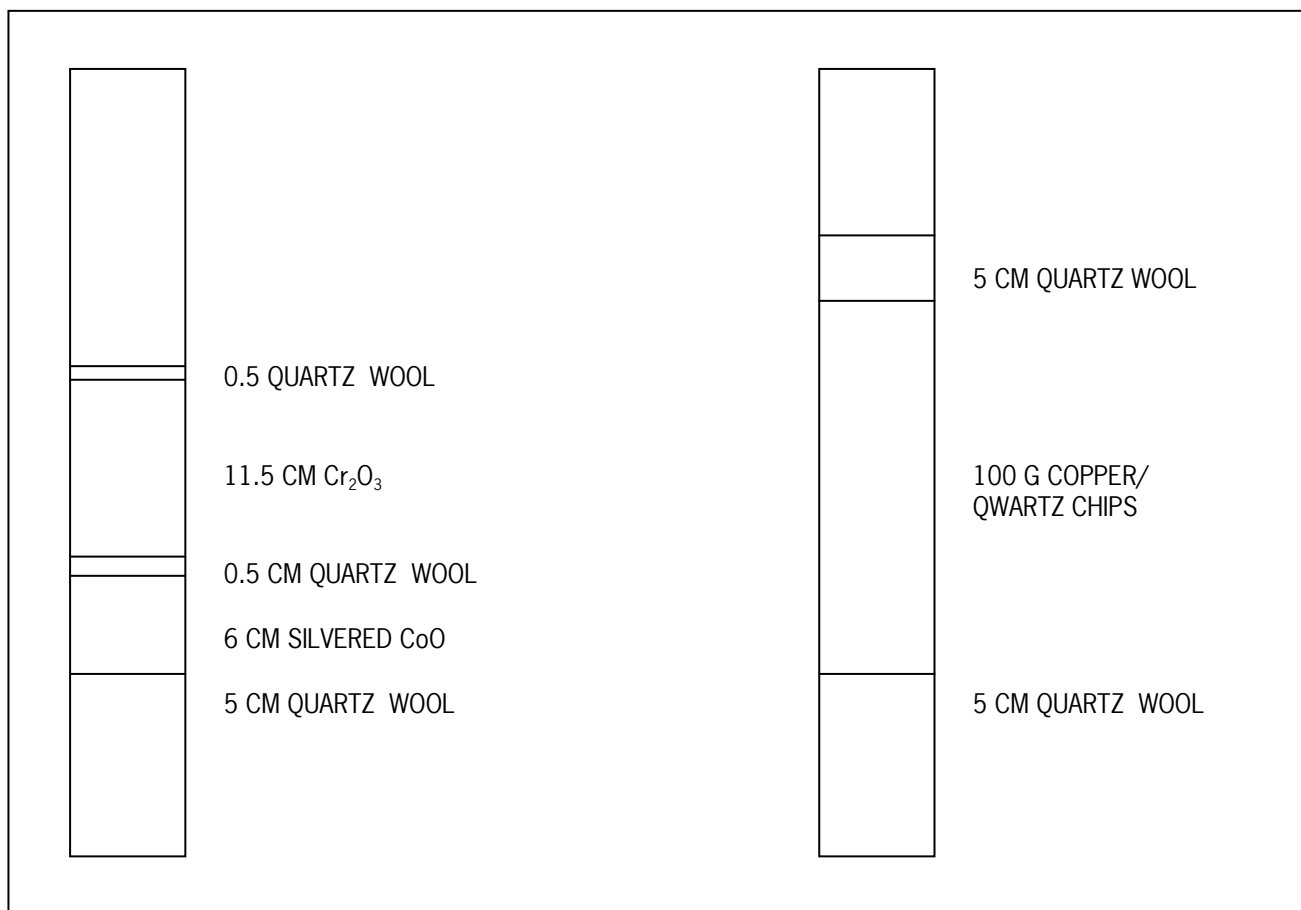 0.5 QUARTZ WOOL
11.5 CM Cr₂O₃
0.5 CM QUARTZ WOOL
6 CM SILVERED CoO
5 CM QUARTZ WOOL
5 CM QUARTZ WOOL
100 G COPPER/
QWARTZ CHIPS
5 CM QUARTZ WOOL